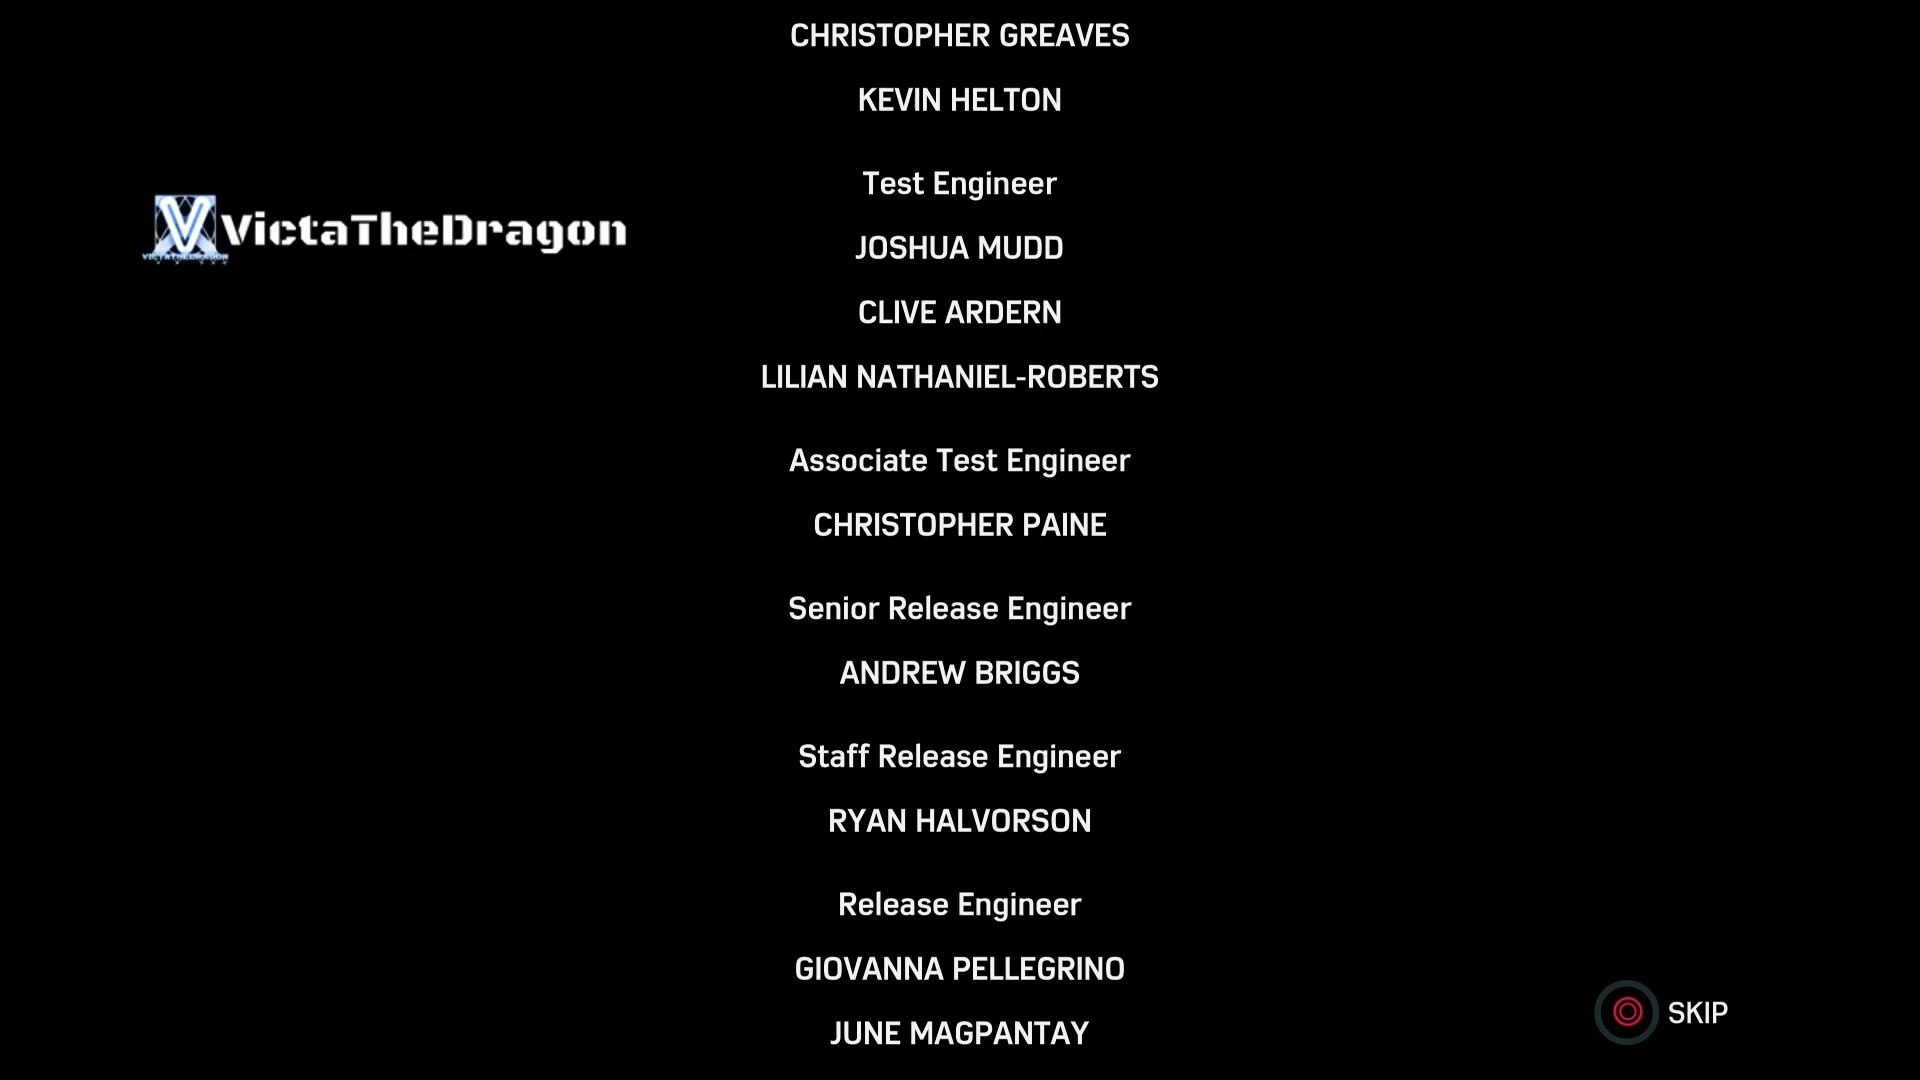 CHRISTOPHER GREAVES
KEVIN HELTON
Test Engineer
VictaTheDragon
JOSHUA MUDD
CLIVE ARDERN
LILIAN NATHANIEL-ROBERTS
Associate Test Engineer
CHRISTOPHER PAINE
Senior Release Engineer
ANDREW BRIGGS
Staff Release Engineer
RYAN HALVORSON
Release Engineer
GIOVANNA PELLEGRINO
SKIP
JUNE MAGPANTAY